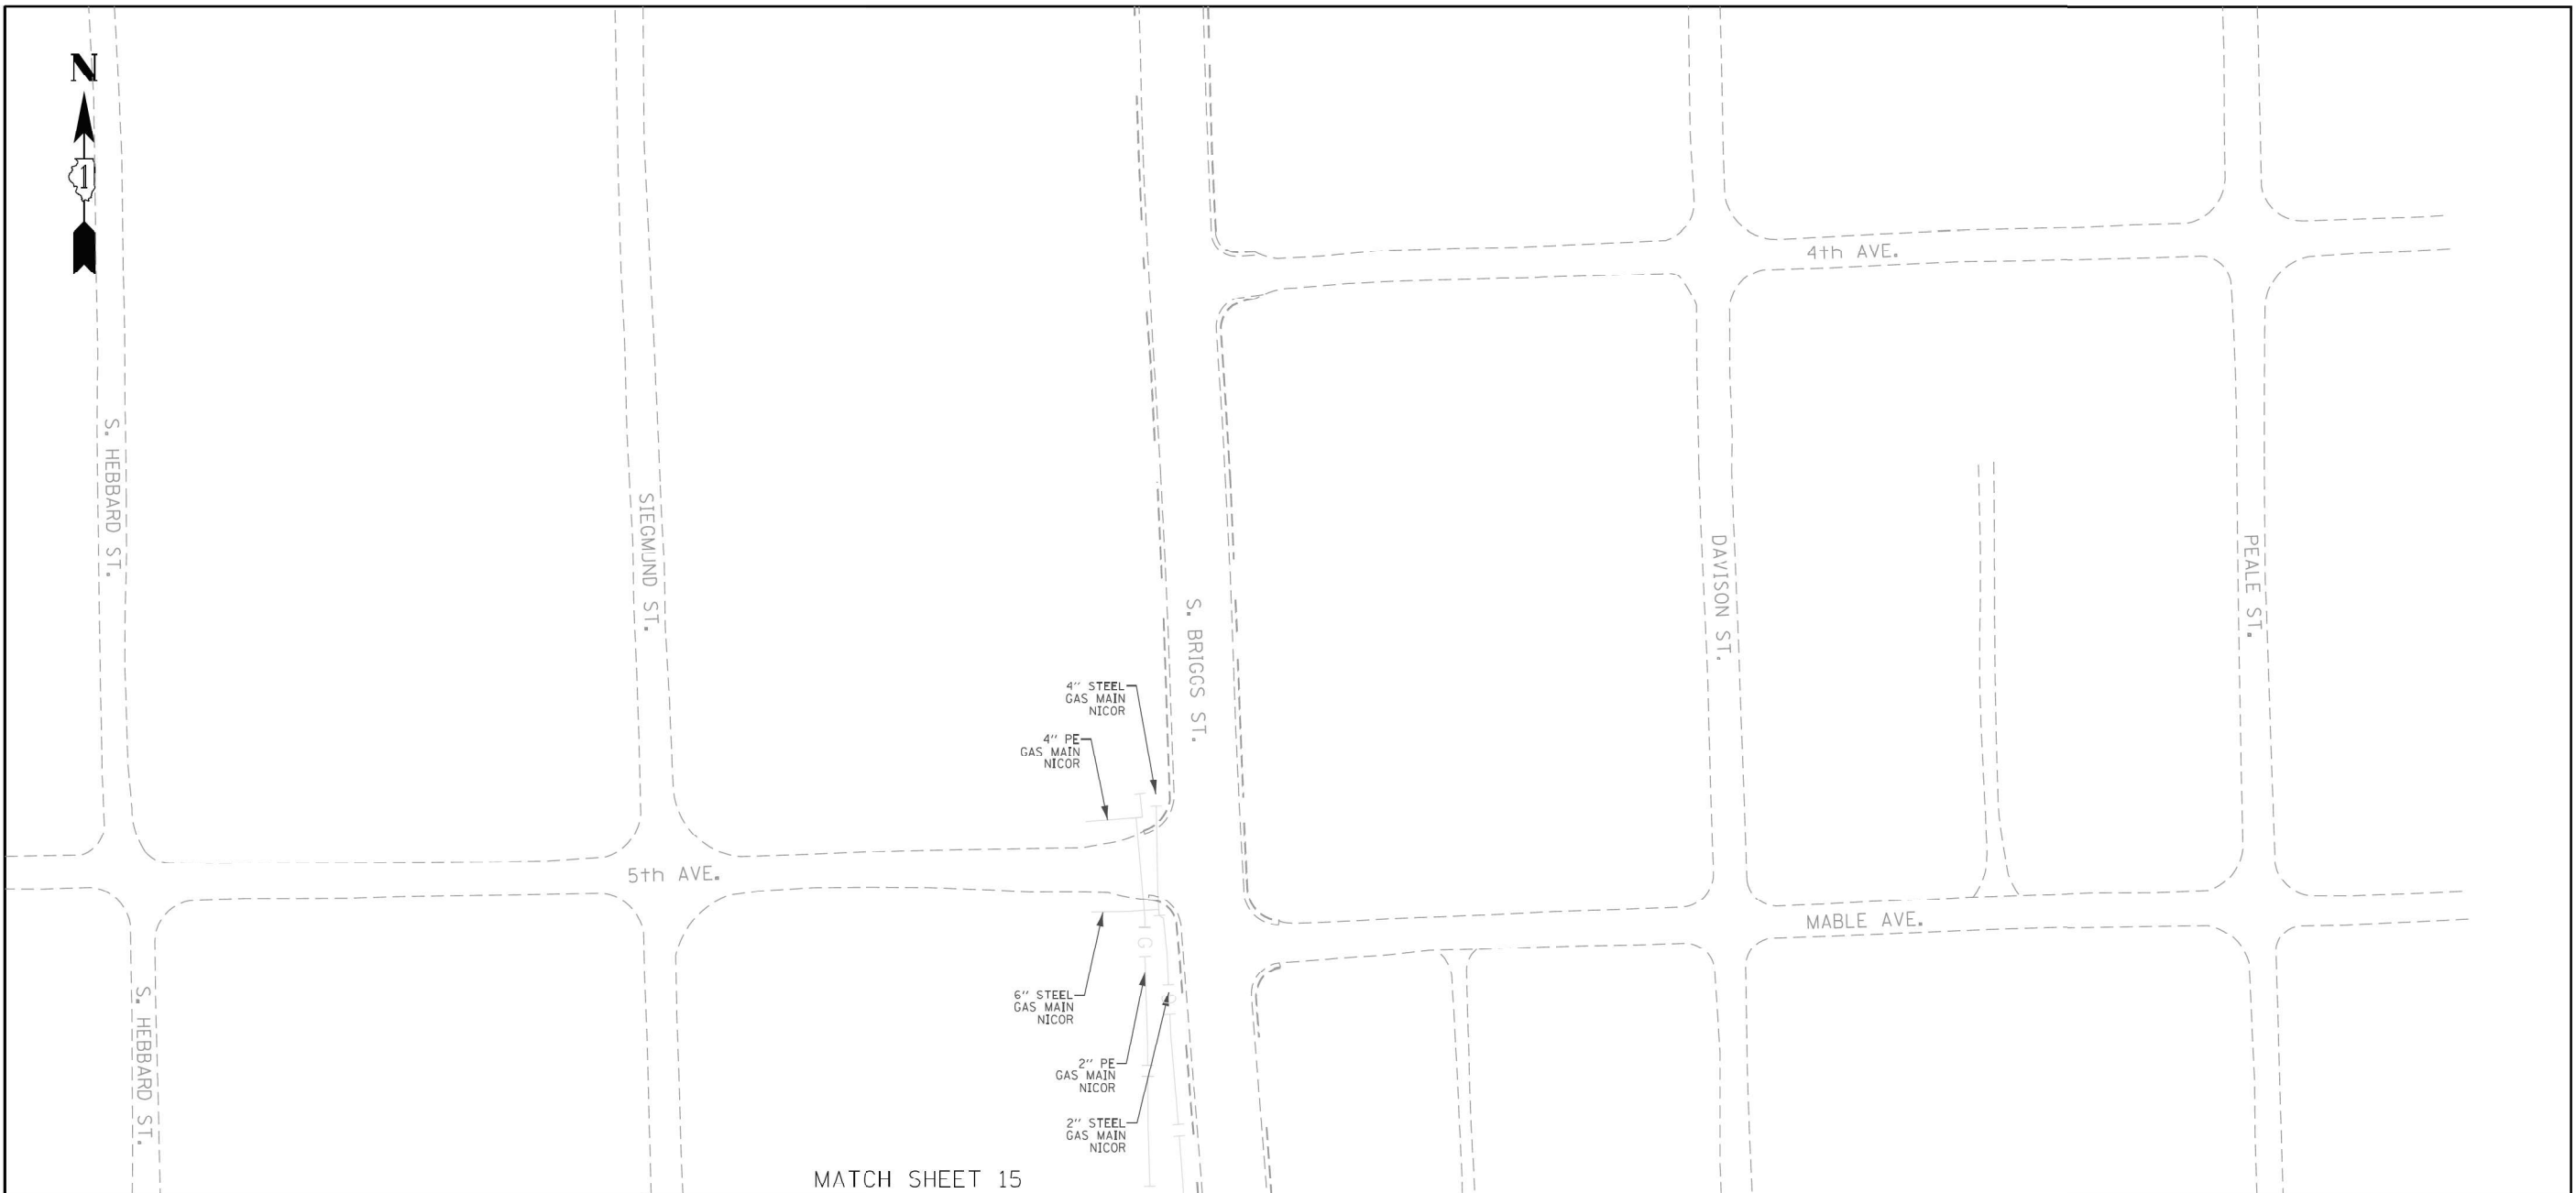 N
1
4th AVE.
S. HEBBARD ST.
SIEGMUND ST.
DAVISON ST.
PEALE ST.
S. BRIGGS ST.
4" STEEL
GAS MAIN
NICOR
4" PE
GAS MAIN
NICOR
5th AVE.
MABLE AVE.
G
G
6" STEEL
GAS MAIN
NICOR
S. HEBBARD ST.
2" PE
GAS MAIN
NICOR
2" STEEL
GAS MAIN
NICOR
MATCH SHEET 15